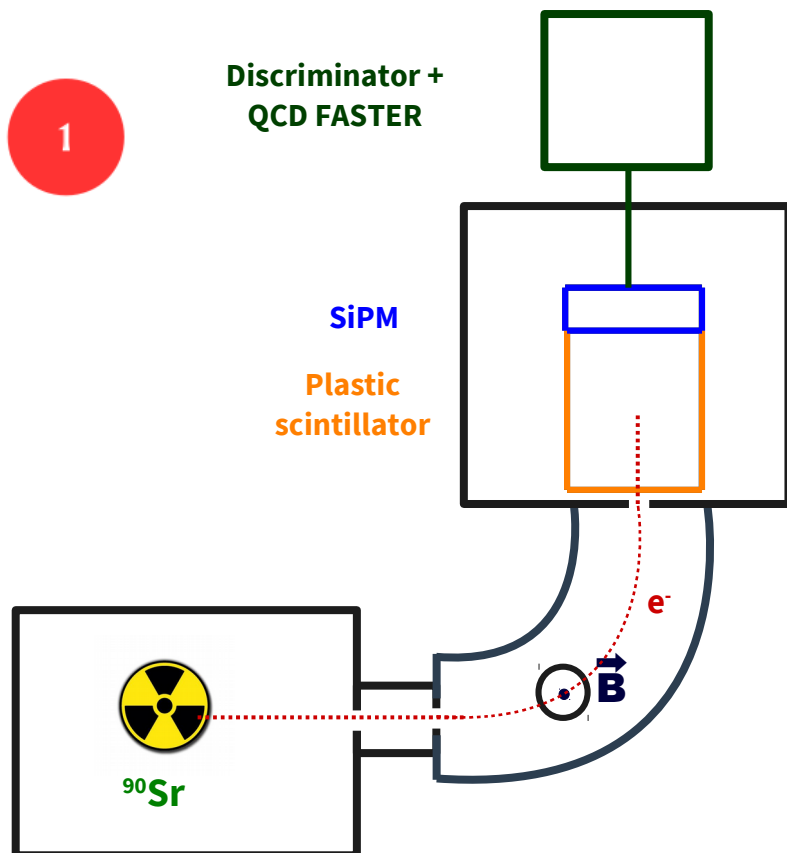 Discriminator +
QCD FASTER
1
SiPM
Plastic
scintillator
e-
B
⁹⁰Sr